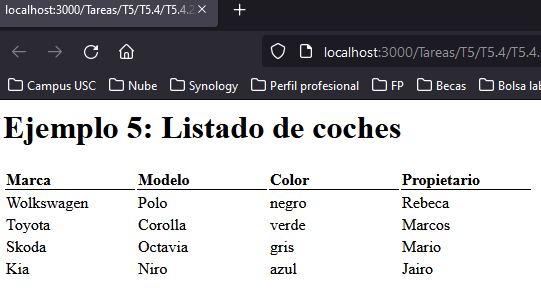 localhost:3000/Tareas/T5/T5.4/T5.4.2
localhost:3000/Tareas/T5/T5.4/T5.4.
Campus USC Nube Synology Perfil profesional FP Becas Bolsa lab
Ejemplo 5: Listado de coches
Marca Modelo Color Propietario
Wolkswagen Polo negro Rebeca
Toyota Corolla verde Marcos
Skoda Octavia gris Mario
Kia Niro azul Jairo